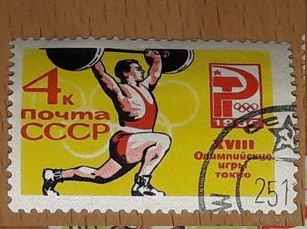 4к
Почта
СССР
1964
XVIII
Олимпийские
игры
токио
251